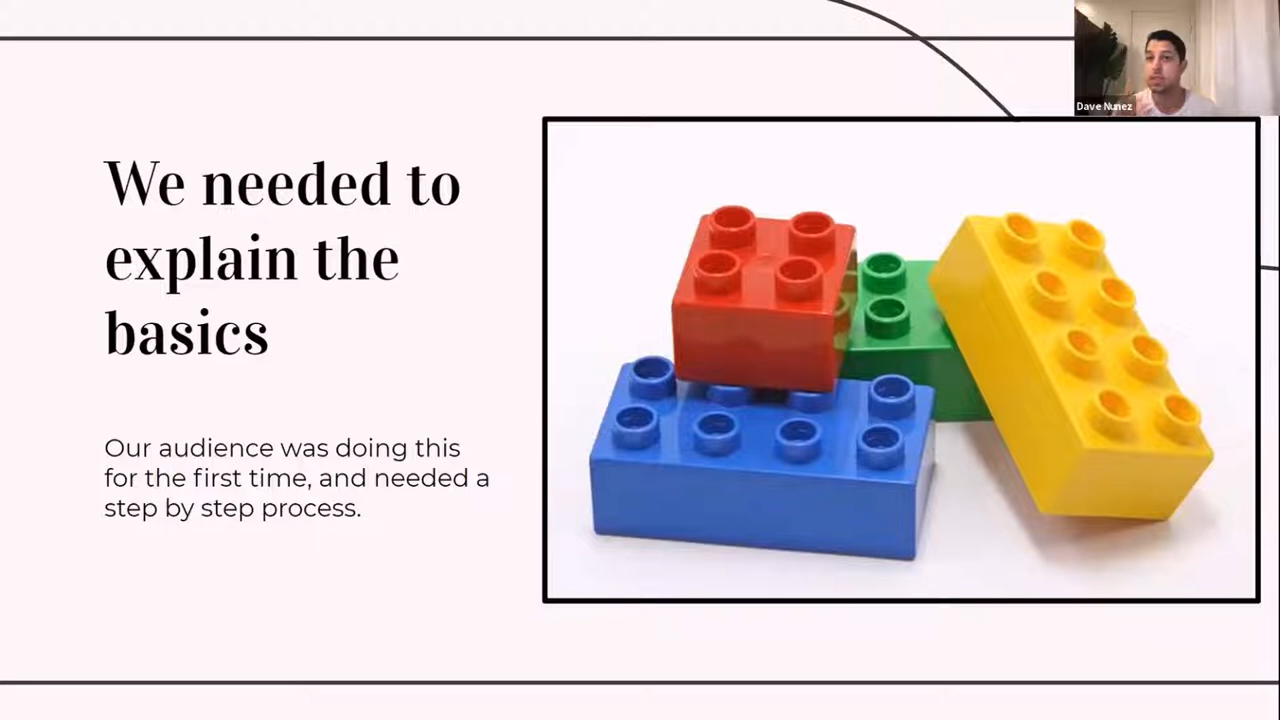 Dave Nunez
We needed to
explain the
basics
Our audience was doing this
for the first time, and needed a
step by step process.